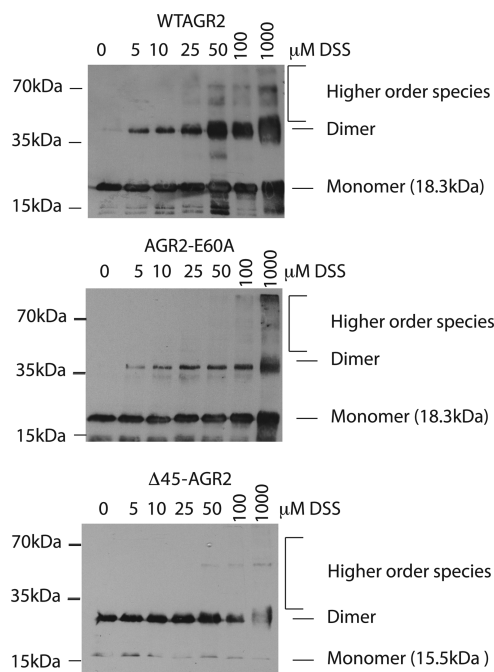 WTAGR2
0 5 10 25 50 100 1000 μM DSS
70kDa
Higher order species
Dimer
35kDa
Monomer (18.3kDa)
15kDa
AGR2-E60A
0 5 10 25 50 100 1000 μM DSS
70kDa
Higher order species
Dimer
35kDa
Monomer (18.3kDa)
15kDa
Δ45-AGR2
0 5 10 25 50 100 1000 μM DSS
70kDa
Higher order species
35kDa
Dimer
Monomer (15.5kDa )
15kDa